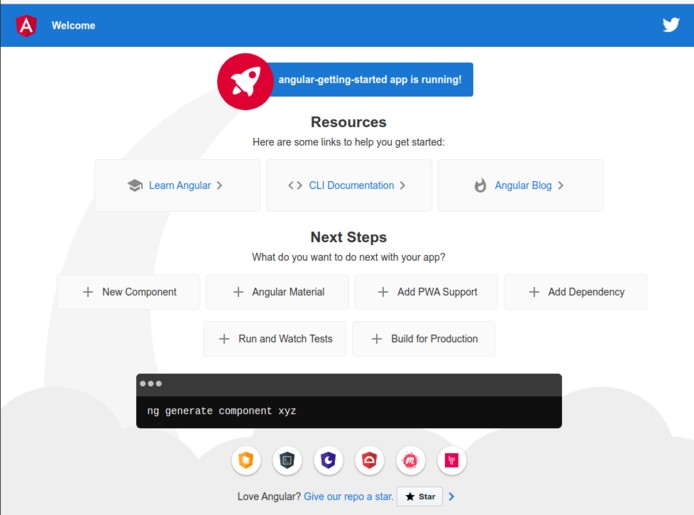 Welcome
angular-getting-started app is running!
Resources
Here are some links to help you get started:
Learn Angular
CLI Documentation
Angular Blog
Next Steps
What do you want to do next with your app?
New Component
Angular Material
Add PWA Support
Add Dependency
Run and Watch Tests
Build for Production
ng generate component xyz
Love Angular? Give our repo a star. Star